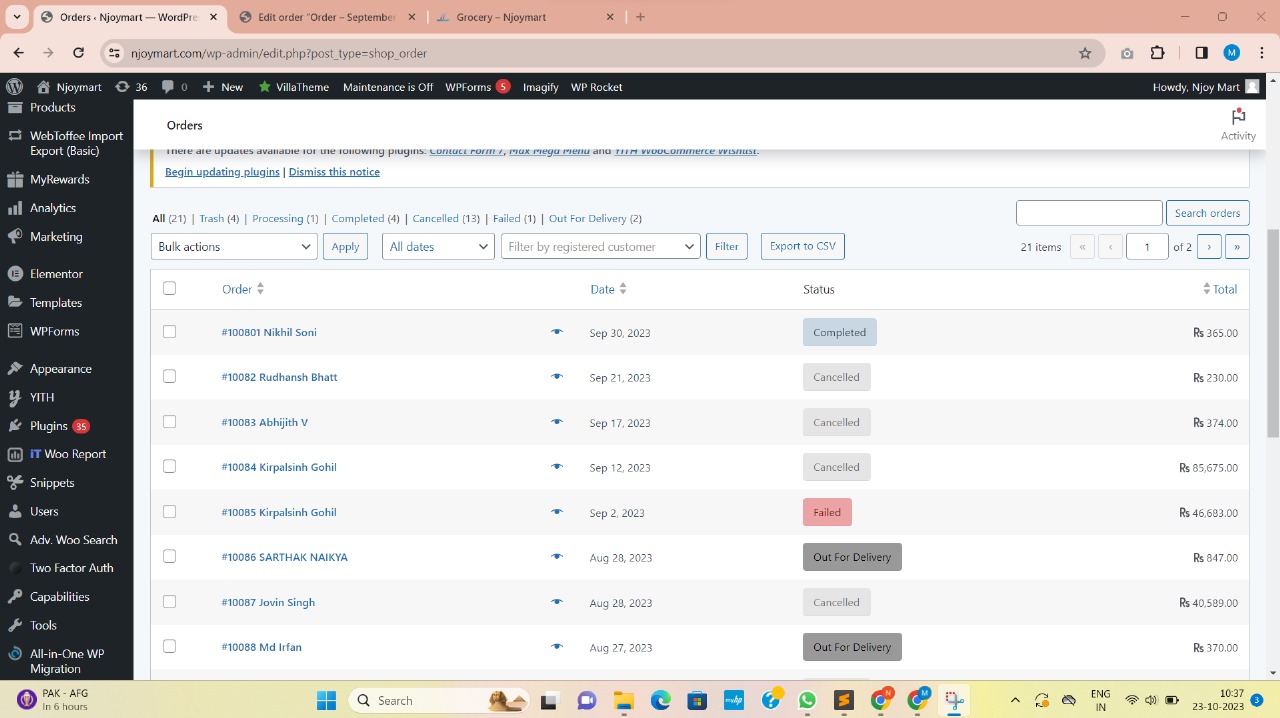 Orders ‹ Njoymart — WordPre
Edit order "Order – September
Grocery – Njoymart
njoymart.com/wp-admin/edit.php?post_type=shop_order
M
Njoymart 36 0 New VillaTheme Maintenance is Off WPForms 5 Imagify WP Rocket Howdy, Njoy Mart
Products
WebToffee Import
Export (Basic)
MyRewards
Analytics
Marketing
Elementor
Templates
WPForms
Appearance
YITH
Plugins 35
iT Woo Report
Snippets
Users
Adv. Woo Search
Two Factor Auth
Capabilities
Tools
All-in-One WP
Migration
Orders
Activity
There are updates available for the following plugins: Contact Form 7, Max Mega Menu and YITH WooCommerce Wishlist.
Begin updating plugins | Dismiss this notice
All (21) | Trash (4) | Processing (1) | Completed (4) | Cancelled (13) | Failed (1) | Out For Delivery (2)
Search orders
Bulk actions Apply All dates Filter by registered customer Filter Export to CSV 21 items « ‹ 1 of 2 › »
Order Date Status Total
#100801 Nikhil Soni Sep 30, 2023 Completed Rs 365.00
#10082 Rudhansh Bhatt Sep 21, 2023 Cancelled Rs 230.00
#10083 Abhijith V Sep 17, 2023 Cancelled Rs 374.00
#10084 Kirpalsinh Gohil Sep 12, 2023 Cancelled Rs 85,675.00
#10085 Kirpalsinh Gohil Sep 2, 2023 Failed Rs 46,683.00
#10086 SARTHAK NAIKYA Aug 28, 2023 Out For Delivery Rs 847.00
#10087 Jovin Singh Aug 28, 2023 Cancelled Rs 40,589.00
#10088 Md Irfan Aug 27, 2023 Out For Delivery Rs 370.00
PAK - AFG
In 6 hours
Search
N
M
ENG
IN
3